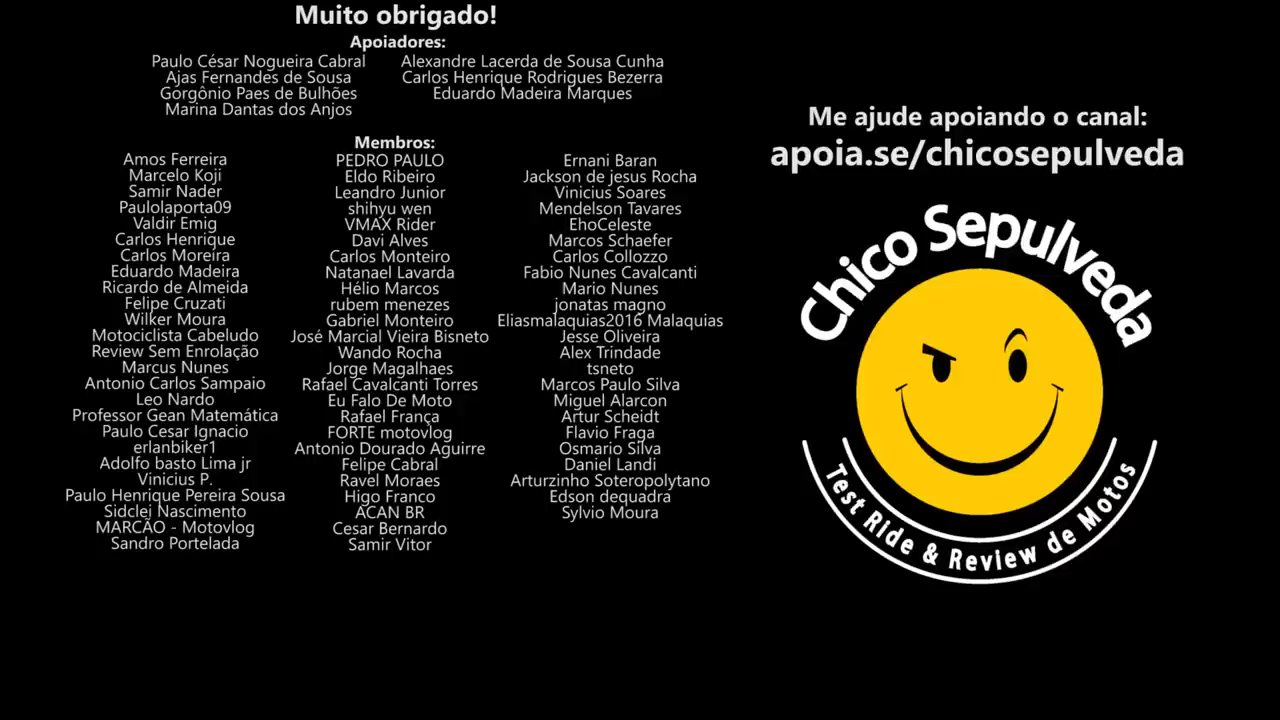 Muito obrigado!
Apoiadores:
Paulo César Nogueira Cabral
Ajas Fernandes de Sousa
Gorgônio Paes de Bulhões
Marina Dantas dos Anjos
Alexandre Lacerda de Sousa Cunha
Carlos Henrique Rodrigues Bezerra
Eduardo Madeira Marques
Membros:
Amos Ferreira
Marcelo Koji
Samir Nader
Paulolaporta09
Valdir Emig
Carlos Henrique
Carlos Moreira
Eduardo Madeira
Ricardo de Almeida
Felipe Cruzati
Wilker Moura
Motociclista Cabeludo
Review Sem Enrolação
Marcus Nunes
Antonio Carlos Sampaio
Leo Nardo
Professor Gean Matemática
Paulo Cesar Ignacio
erlanbiker1
Adolfo basto Lima jr
Vinicius P.
Paulo Henrique Pereira Sousa
Sidclei Nascimento
MARCÃO - Motovlog
Sandro Portelada
PEDRO PAULO
Eldo Ribeiro
Leandro Junior
shihyu wen
VMAX Rider
Davi Alves
Carlos Monteiro
Natanael Lavarda
Hélio Marcos
rubem menezes
Gabriel Monteiro
José Marcial Vieira Bisneto
Wando Rocha
Jorge Magalhaes
Rafael Cavalcanti Torres
Eu Falo De Moto
Rafael França
FORTE motovlog
Antonio Dourado Aguirre
Felipe Cabral
Ravel Moraes
Higo Franco
ACAN BR
Cesar Bernardo
Samir Vitor
Ernani Baran
Jackson de jesus Rocha
Vinicius Soares
Mendelson Tavares
EhoCeleste
Marcos Schaefer
Carlos Collozzo
Fabio Nunes Cavalcanti
Mario Nunes
jonatas magno
Eliasmalaquias2016 Malaquias
Jesse Oliveira
Alex Trindade
tsneto
Marcos Paulo Silva
Miguel Alarcon
Artur Scheidt
Flavio Fraga
Osmario Silva
Daniel Landi
Arturzinho Soteropolytano
Edson dequadra
Sylvio Moura
Me ajude apoiando o canal:
apoia.se/chicosepulveda
Chico Sepulveda
Test Ride & Review de Motos